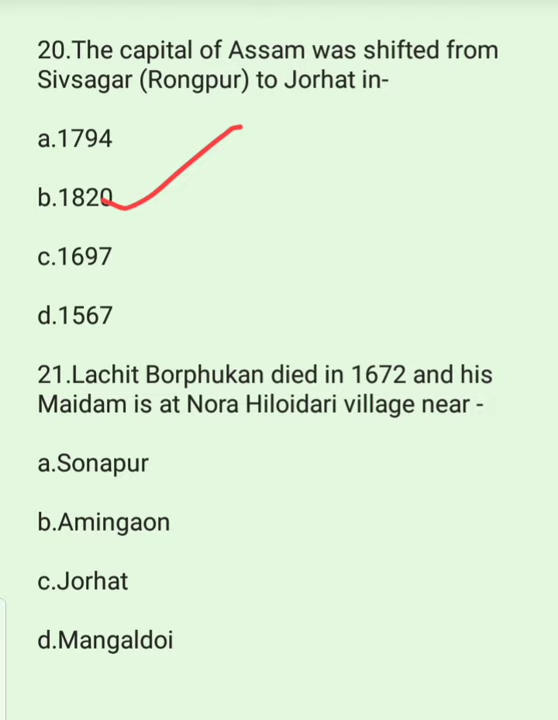 20.The capital of Assam was shifted from
Sivsagar (Rongpur) to Jorhat in-
a.1794
b.1820
c.1697
d.1567
21.Lachit Borphukan died in 1672 and his
Maidam is at Nora Hiloidari village near -
a.Sonapur
b.Amingaon
c.Jorhat
d.Mangaldoi